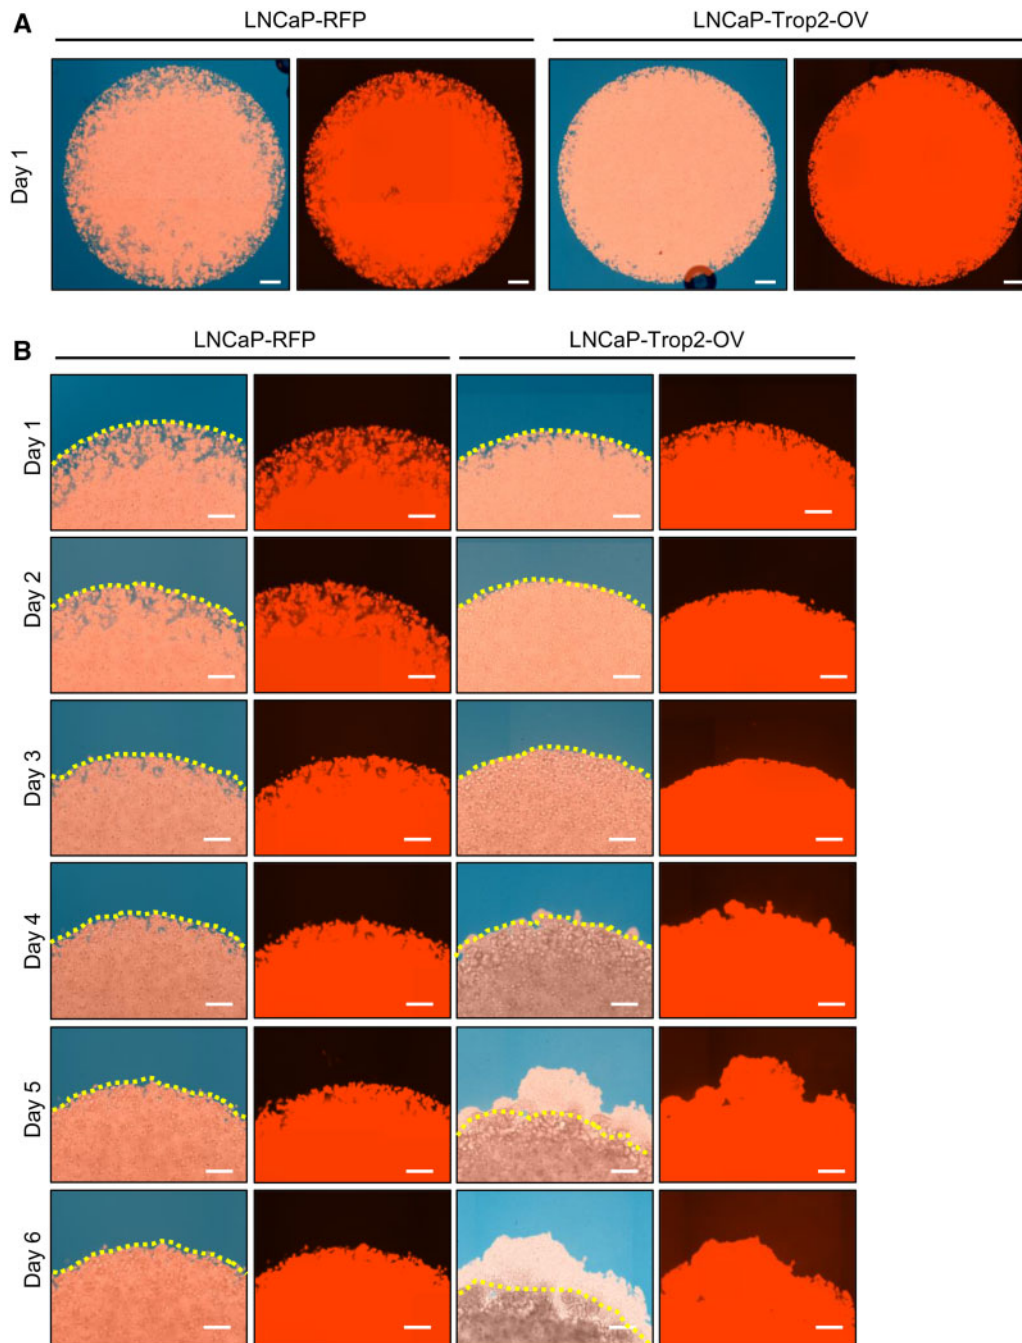 A
LNCaP-RFP
LNCaP-Trop2-OV
Day 1
B
LNCaP-RFP
LNCaP-Trop2-OV
Day 1
Day 2
Day 3
Day 4
Day 5
Day 6